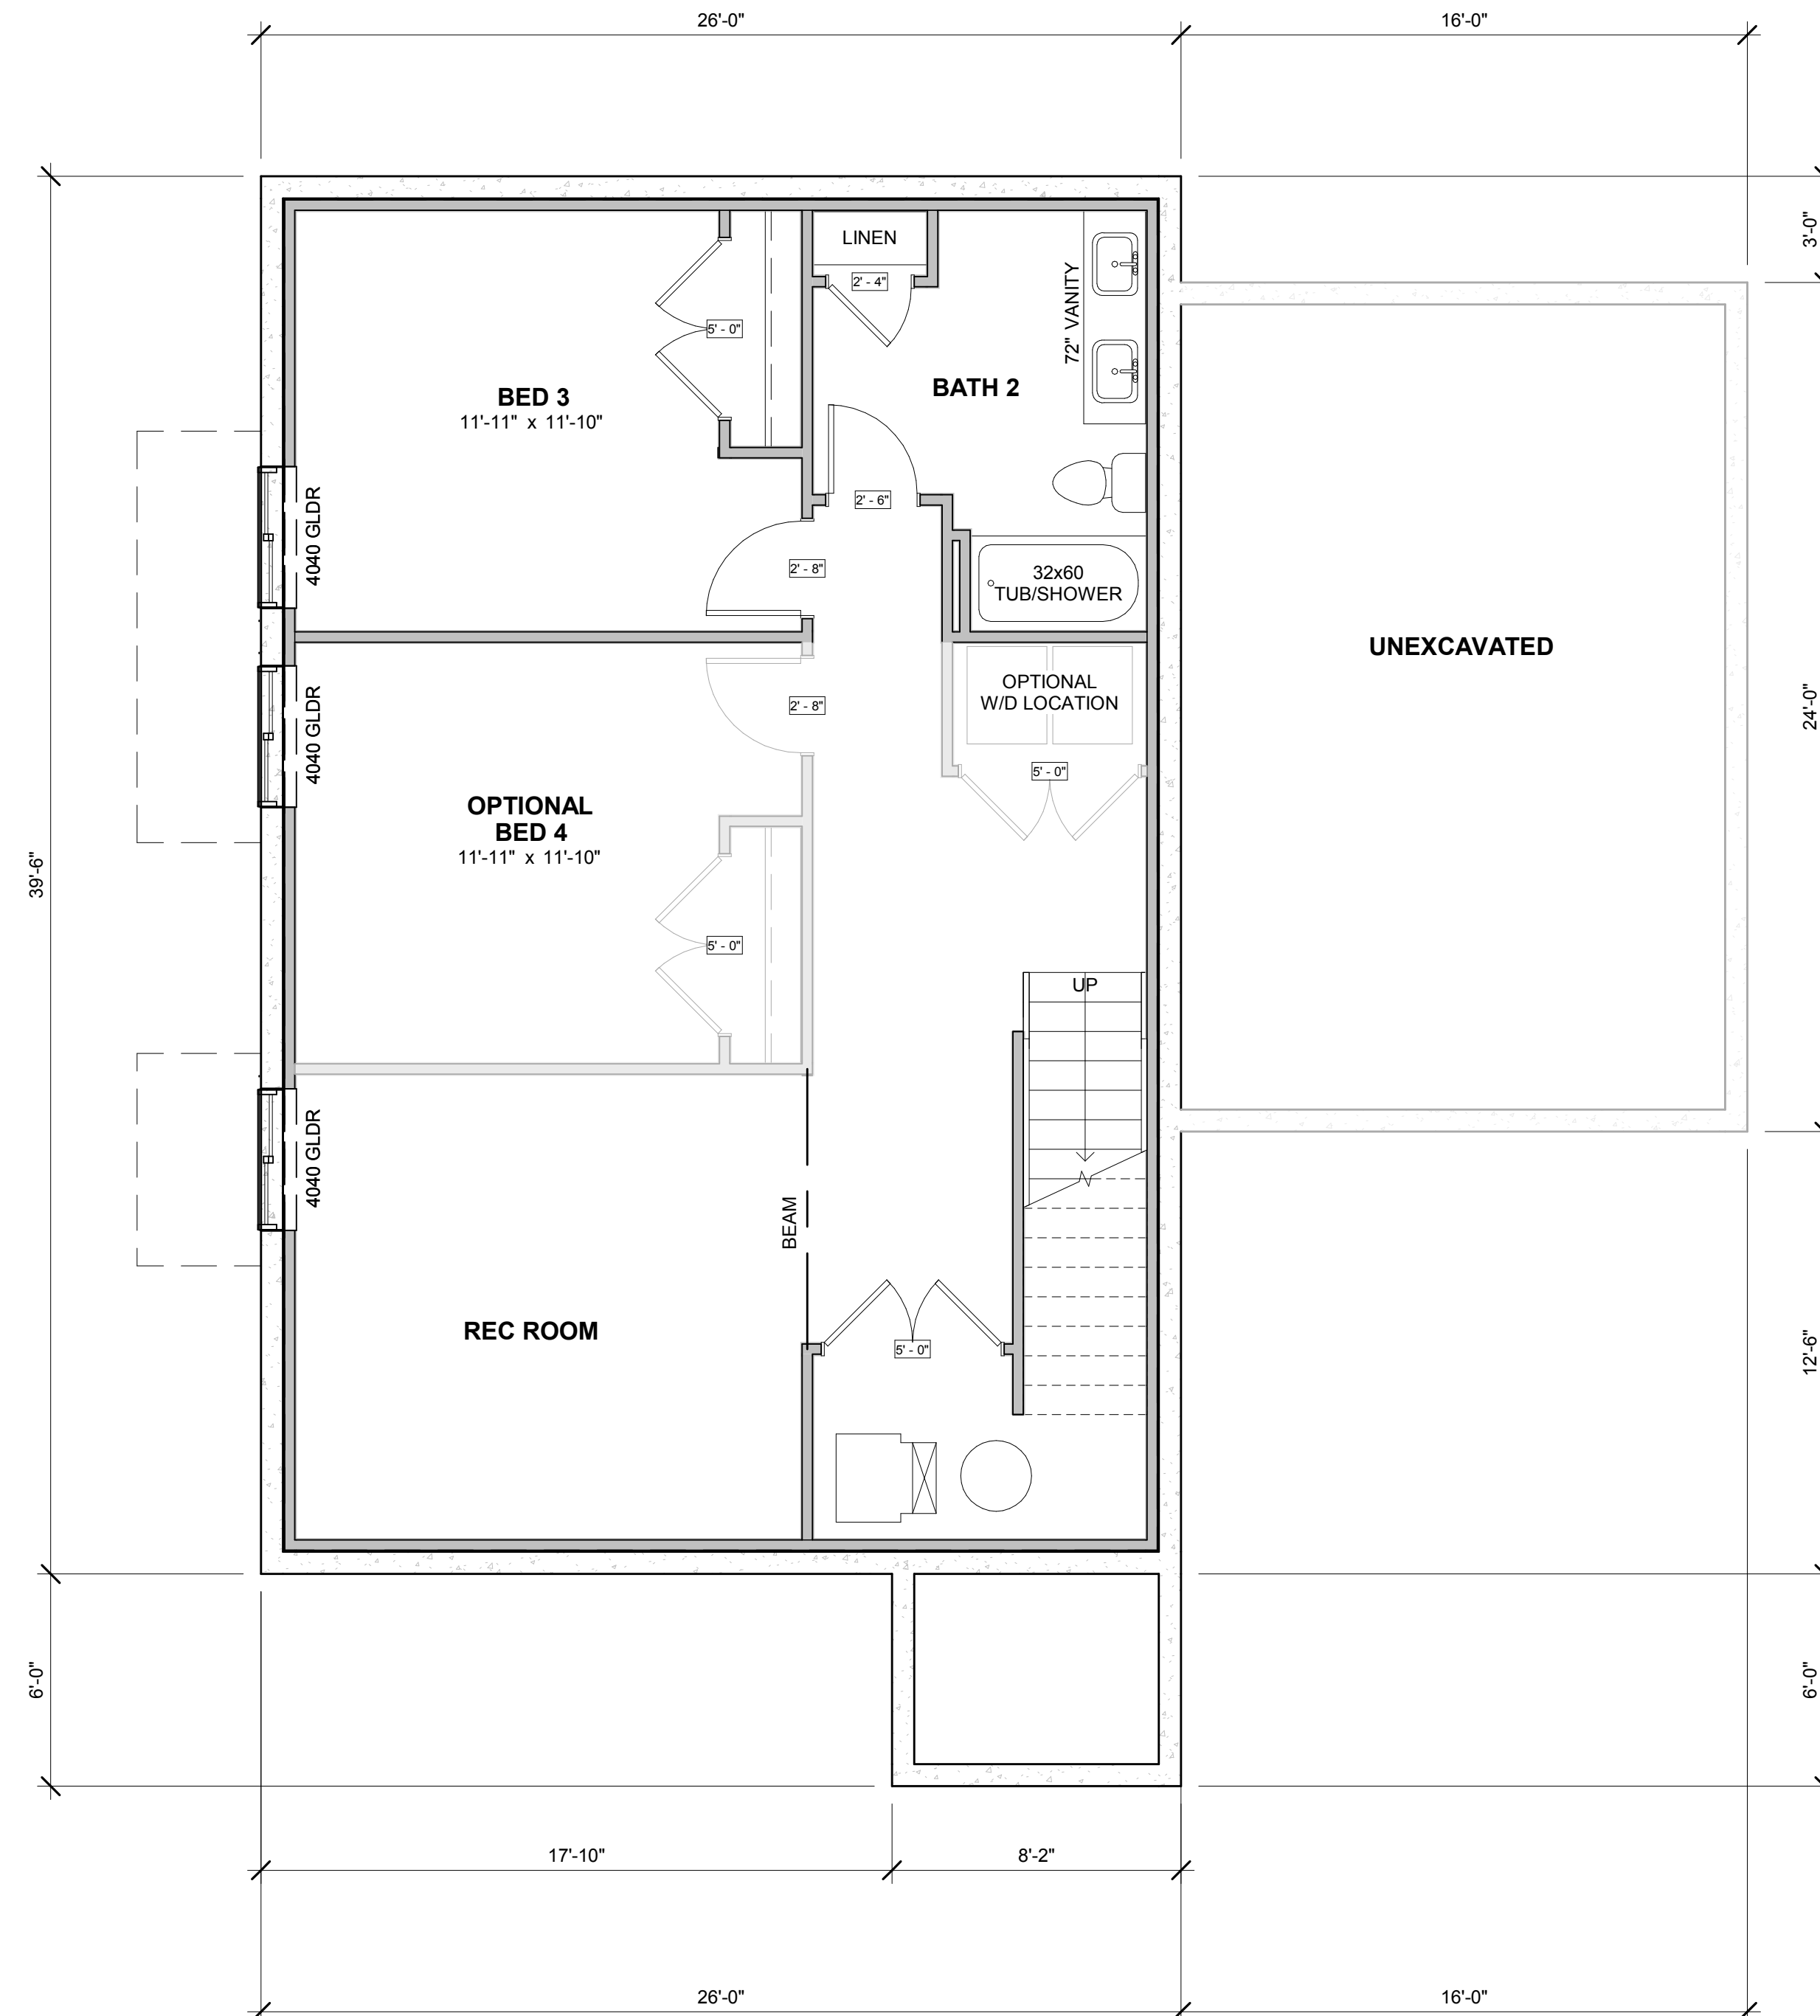 26'-0"
16'-0"
3'-0"
LINEN
2' - 4"
72" VANITY
5' - 0"
BED 3
11'-11" x 11'-10"
BATH 2
2' - 6"
4040 GLDR
2' - 8"
32x60
TUB/SHOWER
UNEXCAVATED
OPTIONAL
W/D LOCATION
2' - 8"
4040 GLDR
24'-0"
5' - 0"
OPTIONAL
BED 4
11'-11" x 11'-10"
39'-6"
5' - 0"
UP
4040 GLDR
BEAM
REC ROOM
5' - 0"
12'-6"
6'-0"
6'-0"
17'-10"
8'-2"
26'-0"
16'-0"